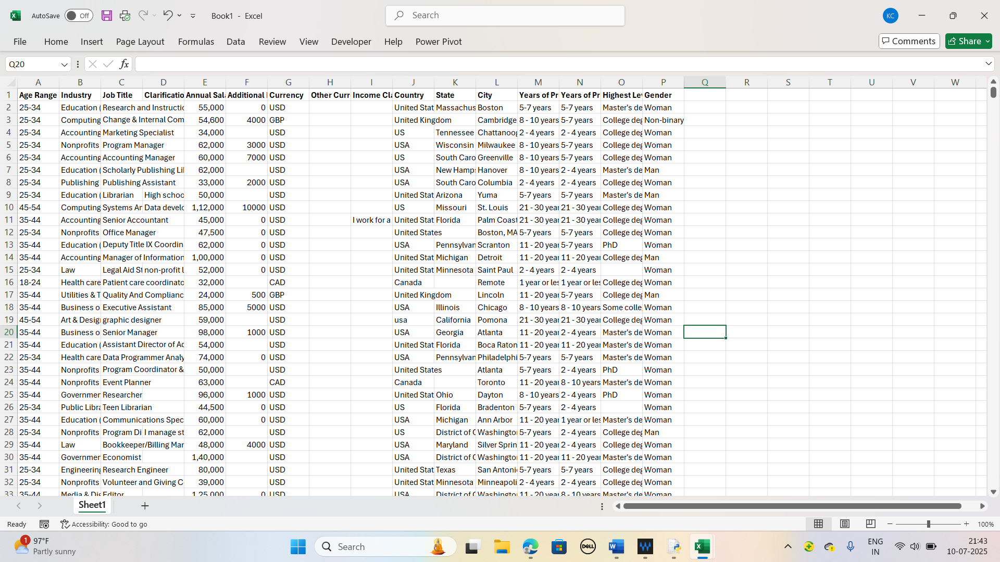 AutoSave Off Book1 - Excel Search KC
File Home Insert Page Layout Formulas Data Review View Developer Help Power Pivot Comments Share
Q20 fx
A B C D E F G H I J K L M N O P Q R S T U V W
1 Age Range Industry Job Title Clarificatio Annual Sal Additional Currency Other Curr Income Cla Country State City Years of Pr Years of Pr Highest Lev Gender
2 25-34 Education ( Research and Instructio 55,000 0 USD United Stat Massachus Boston 5-7 years 5-7 years Master's de Woman
3 25-34 Computing Change & Internal Com 54,600 4000 GBP United Kingdom Cambridge 8 - 10 years 5-7 years College deg Non-binary
4 25-34 Accounting Marketing Specialist 34,000 USD US Tennessee Chattanoog 2 - 4 years 2 - 4 years College deg Woman
5 25-34 Nonprofits Program Manager 62,000 3000 USD USA Wisconsin Milwaukee 8 - 10 years 5-7 years College deg Woman
6 25-34 Accounting Accounting Manager 60,000 7000 USD US South Caro Greenville 8 - 10 years 5-7 years College deg Woman
7 25-34 Education ( Scholarly Publishing Li 62,000 USD USA New Hamps Hanover 8 - 10 years 2 - 4 years Master's de Man
8 25-34 Publishing Publishing Assistant 33,000 2000 USD USA South Caro Columbia 2 - 4 years 2 - 4 years College deg Woman
9 25-34 Education ( Librarian High schoo 50,000 USD United Stat Arizona Yuma 5-7 years 5-7 years Master's de Man
10 45-54 Computing Systems An Data develo 1,12,000 10000 USD US Missouri St. Louis 21 - 30 year 21 - 30 year College deg Woman
11 35-44 Accounting Senior Accountant 45,000 0 USD I work for a United Stat Florida Palm Coast 21 - 30 year 21 - 30 year College deg Woman
12 25-34 Nonprofits Office Manager 47,500 0 USD United States Boston, MA 5-7 years 5-7 years College deg Woman
13 35-44 Education ( Deputy Title IX Coordin 62,000 0 USD USA Pennsylvan Scranton 11 - 20 year 5-7 years PhD Woman
14 35-44 Accounting Manager of Information 1,00,000 0 USD United Stat Michigan Detroit 11 - 20 year 11 - 20 year College deg Man
15 25-34 Law Legal Aid St non-profit l 52,000 0 USD United Stat Minnesota Saint Paul 2 - 4 years 2 - 4 years Woman
16 18-24 Health care Patient care coordinato 32,000 CAD Canada Remote 1 year or les 1 year or les College deg Woman
17 35-44 Utilities & T Quality And Complianc 24,000 500 GBP United Kingdom Lincoln 11 - 20 year 5-7 years College deg Man
18 35-44 Business o Executive Assistant 85,000 5000 USD USA Illinois Chicago 8 - 10 years 8 - 10 years Some colle Woman
19 45-54 Art & Desig graphic designer 59,000 USD usa California Pomona 21 - 30 year 21 - 30 year College deg Woman
20 35-44 Business o Senior Manager 98,000 1000 USD USA Georgia Atlanta 11 - 20 year 2 - 4 years Master's de Woman
21 35-44 Education ( Assistant Director of Ac 54,000 USD United Stat Florida Boca Raton 11 - 20 year 11 - 20 year Master's de Woman
22 25-34 Health care Data Programmer Analy 74,000 0 USD USA Pennsylvan Philadelphi 5-7 years 5-7 years Master's de Woman
23 35-44 Nonprofits Program Coordinator & 50,000 USD United States Atlanta 5-7 years 2 - 4 years PhD Woman
24 35-44 Nonprofits Event Planner 63,000 CAD Canada Toronto 11 - 20 year 8 - 10 years Master's de Woman
25 35-44 Governmer Researcher 96,000 1000 USD United Stat Ohio Dayton 8 - 10 years 2 - 4 years PhD Woman
26 25-34 Public Libra Teen Librarian 44,500 0 USD US Florida Bradenton 5-7 years 2 - 4 years Woman
27 35-44 Education ( Communications Spec 60,000 0 USD USA Michigan Ann Arbor 11 - 20 year 1 year or les Master's de Woman
28 25-34 Nonprofits Program Di I manage st 62,000 USD US District of C Washingto 5-7 years 2 - 4 years College deg Man
29 35-44 Law Bookkeeper/Billing Mar 48,000 4000 USD USA Maryland Silver Sprin 11 - 20 year 2 - 4 years College deg Woman
30 35-44 Governmer Economist 1,40,000 USD USA District of C Washingto 11 - 20 year 11 - 20 year Master's de Woman
31 25-34 Engineering Research Engineer 80,000 USD United Stat Texas San Antoni 5-7 years 5-7 years College deg Woman
32 25-34 Nonprofits Volunteer and Giving C 39,000 USD United Stat Minnesota Minneapoli 2 - 4 years 2 - 4 years College deg Woman
33 35-44 Media & Dig Editor 1,25,000 0 USD USA District of C Washingto 11 - 20 year 8 - 10 years Master's de Woman
Sheet1
Ready Accessibility: Good to go 100%
1 97°F
Partly sunny
Search
DELL
ENG
IN
21:43
10-07-2025